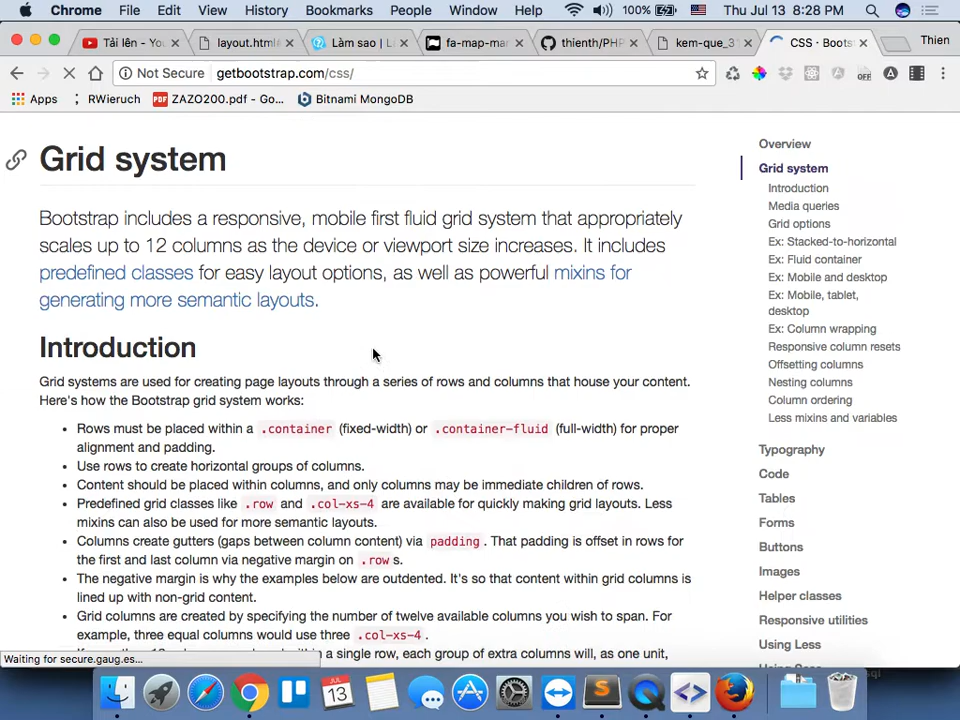 Chrome File Edit View History Bookmarks People Window Help 100% Thu Jul 13 8:28 PM
Tải lên - You layout.html Làm sao | L fa-map-mar thienth/PHP kem-que_3 CSS · Boots Thien
Not Secure getbootstrap.com/css/
Apps RWieruch ZAZO200.pdf - Go... Bitnami MongoDB
Grid system
Bootstrap includes a responsive, mobile first fluid grid system that appropriately
scales up to 12 columns as the device or viewport size increases. It includes
predefined classes for easy layout options, as well as powerful mixins for
generating more semantic layouts.
Introduction
Grid systems are used for creating page layouts through a series of rows and columns that house your content.
Here's how the Bootstrap grid system works:
• Rows must be placed within a .container (fixed-width) or .container-fluid (full-width) for proper
alignment and padding.
• Use rows to create horizontal groups of columns.
• Content should be placed within columns, and only columns may be immediate children of rows.
• Predefined grid classes like .row and .col-xs-4 are available for quickly making grid layouts. Less
mixins can also be used for more semantic layouts.
• Columns create gutters (gaps between column content) via padding. That padding is offset in rows for
the first and last column via negative margin on .row s.
• The negative margin is why the examples below are outdented. It's so that content within grid columns is
lined up with non-grid content.
• Grid columns are created by specifying the number of twelve available columns you wish to span. For
example, three equal columns would use three .col-xs-4.
a single row, each group of extra columns will, as one unit,
Overview
Grid system
Introduction
Media queries
Grid options
Ex: Stacked-to-horizontal
Ex: Fluid container
Ex: Mobile and desktop
Ex: Mobile, tablet,
desktop
Ex: Column wrapping
Responsive column resets
Offsetting columns
Nesting columns
Column ordering
Less mixins and variables
Typography
Code
Tables
Forms
Buttons
Images
Helper classes
Responsive utilities
Using Less
Waiting for secure.gaug.es...
JUL
13